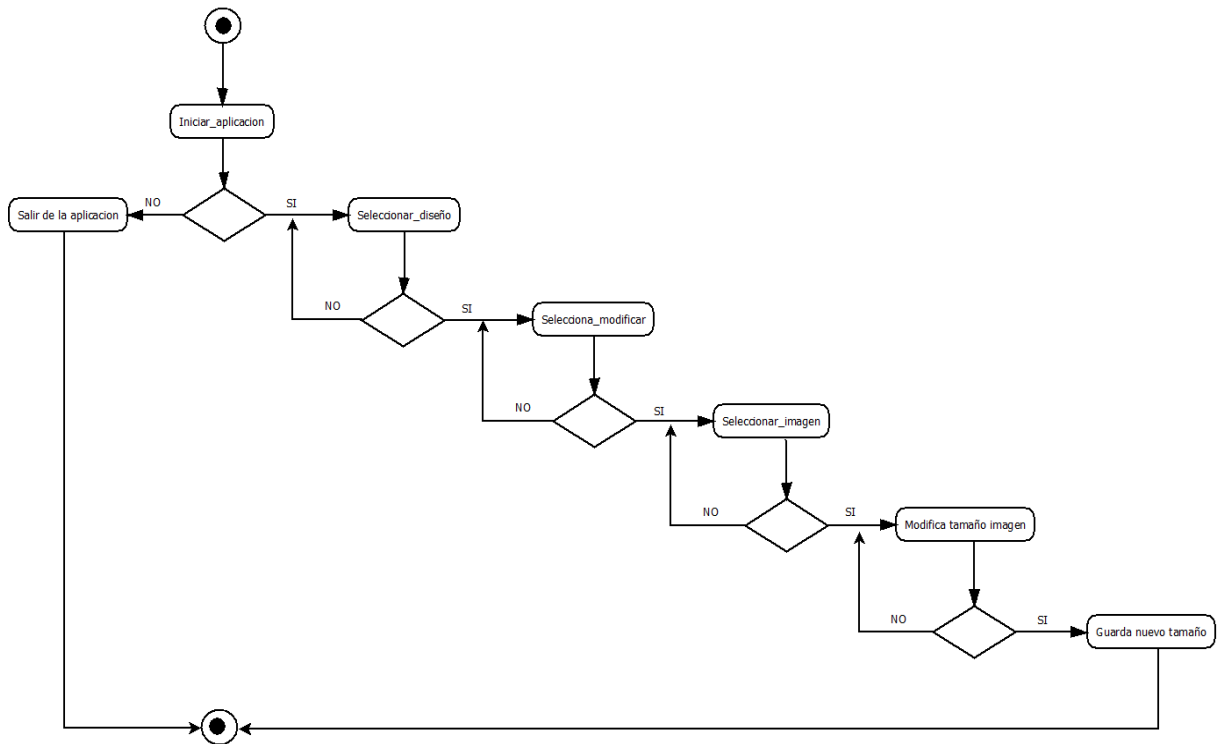 Iniciar_aplicacion
Salir de la aplicacion
NO
SI
Seleccionar_diseño
NO
SI
Selecciona_modificar
NO
SI
Seleccionar_imagen
NO
SI
Modifica tamaño imagen
NO
SI
Guarda nuevo tamaño